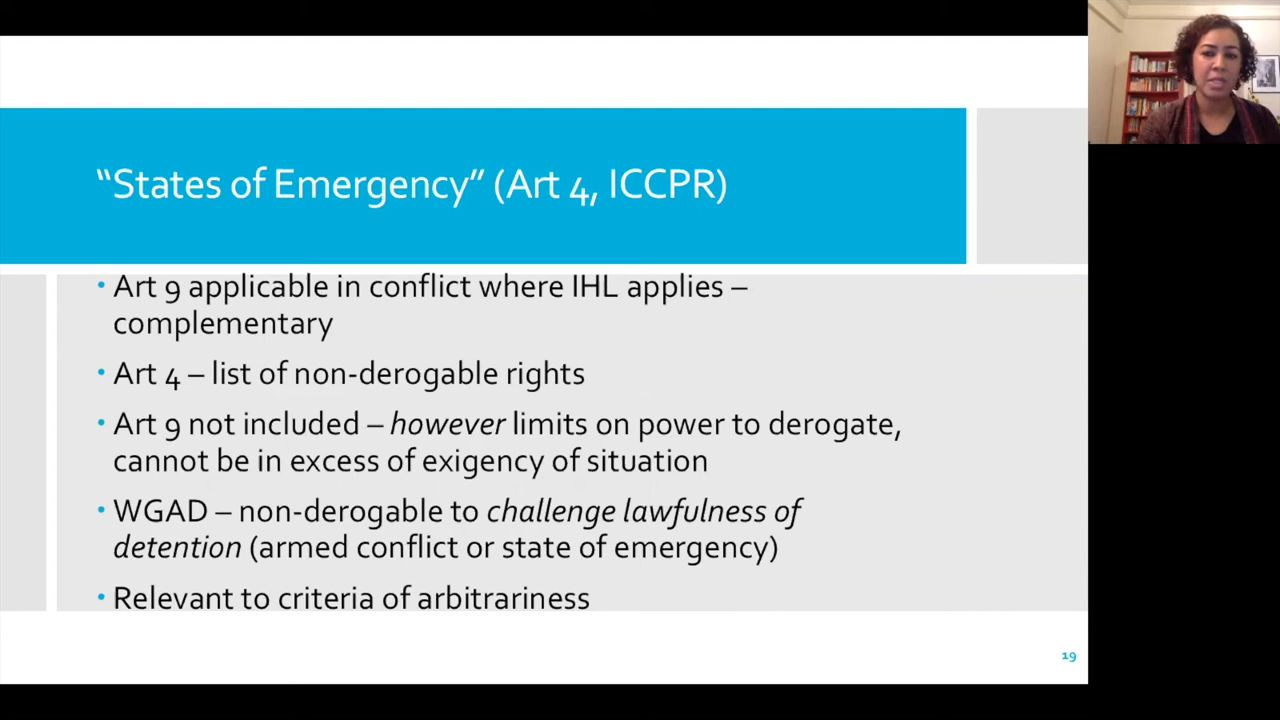 “States of Emergency” (Art 4, ICCPR)
• Art 9 applicable in conflict where IHL applies –
complementary
• Art 4 – list of non-derogable rights
• Art 9 not included – however limits on power to derogate,
cannot be in excess of exigency of situation
• WGAD – non-derogable to challenge lawfulness of
detention (armed conflict or state of emergency)
• Relevant to criteria of arbitrariness
19